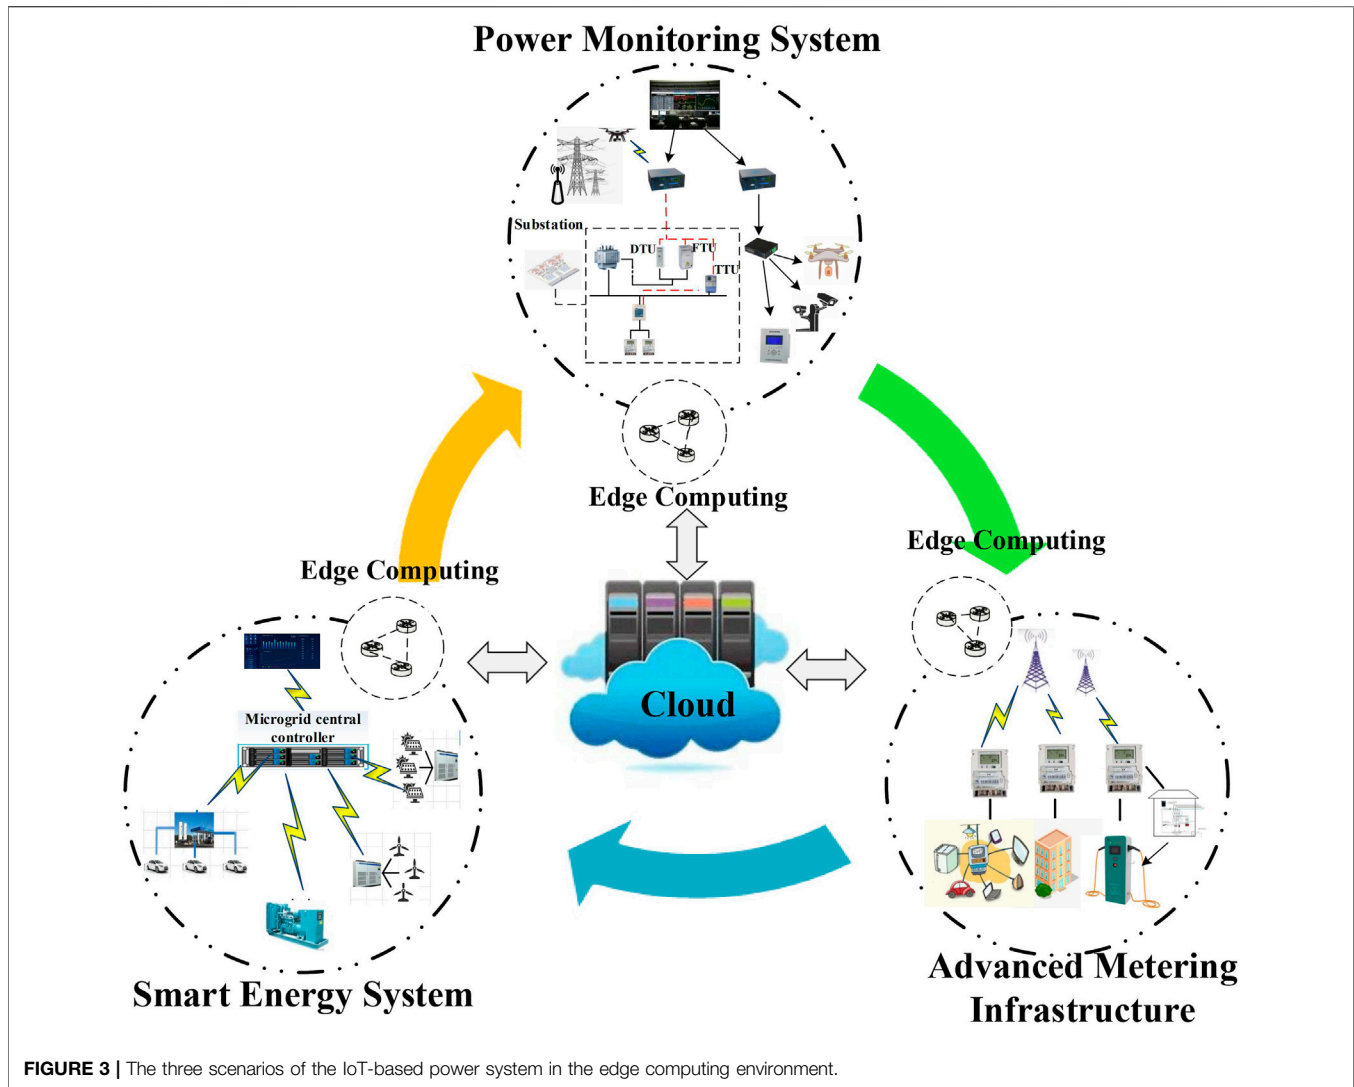 Power Monitoring System
Substation
DTU
FTU
TTU
Edge Computing
Edge Computing
Edge Computing
Cloud
Microgrid central
controller
Smart Energy System
Advanced Metering
Infrastructure
FIGURE 3 | The three scenarios of the IoT-based power system in the edge computing environment.